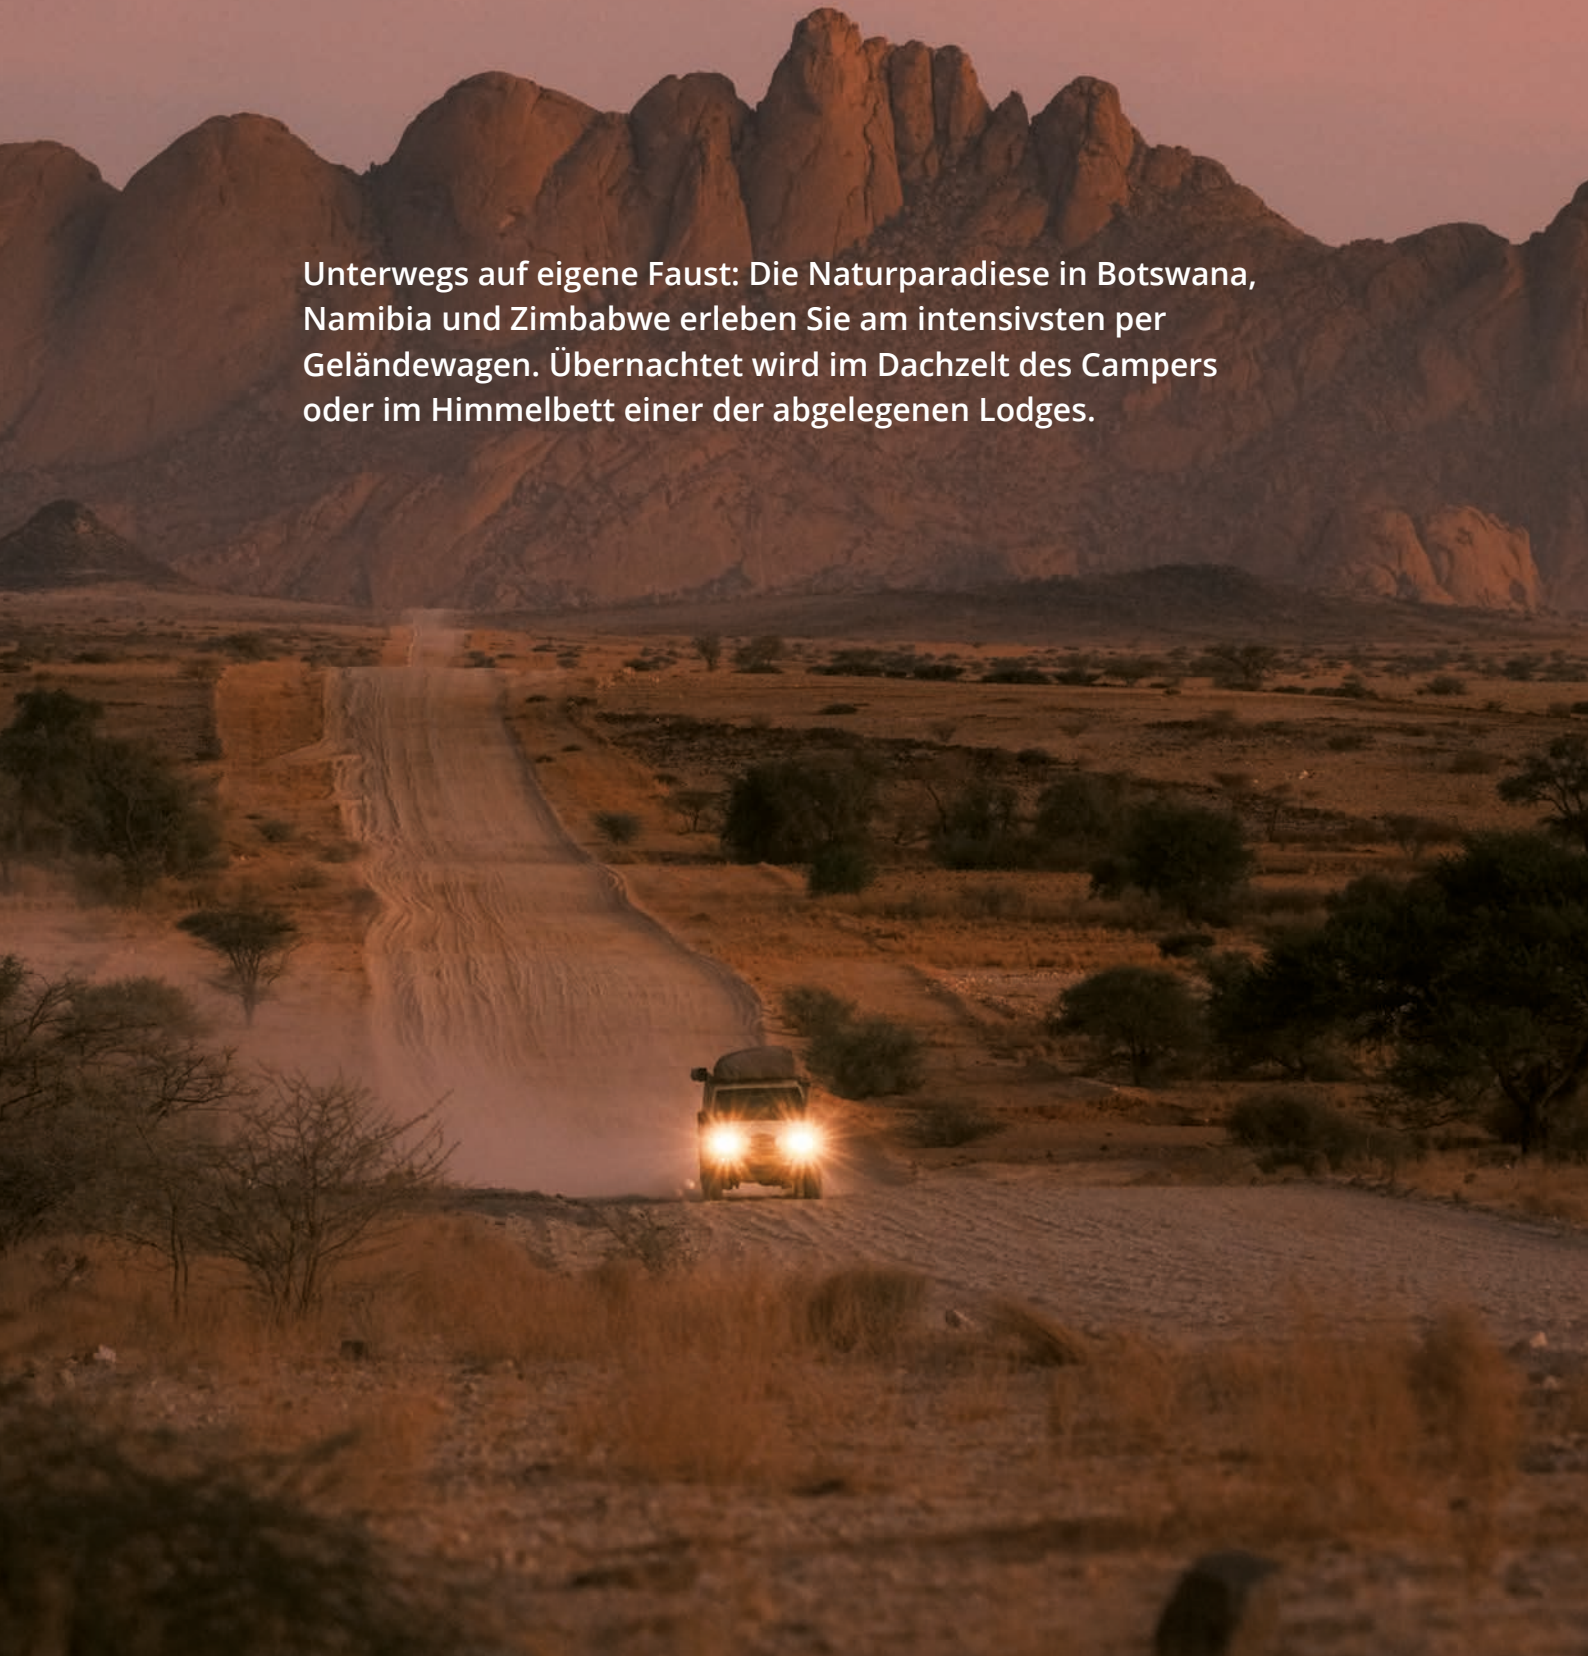 Unterwegs auf eigene Faust: Die Naturparadiese in Botswana,
Namibia und Zimbabwe erleben Sie am intensivsten per
Geländewagen. Übernachtet wird im Dachzelt des Campers
oder im Himmelbett einer der abgelegenen Lodges.